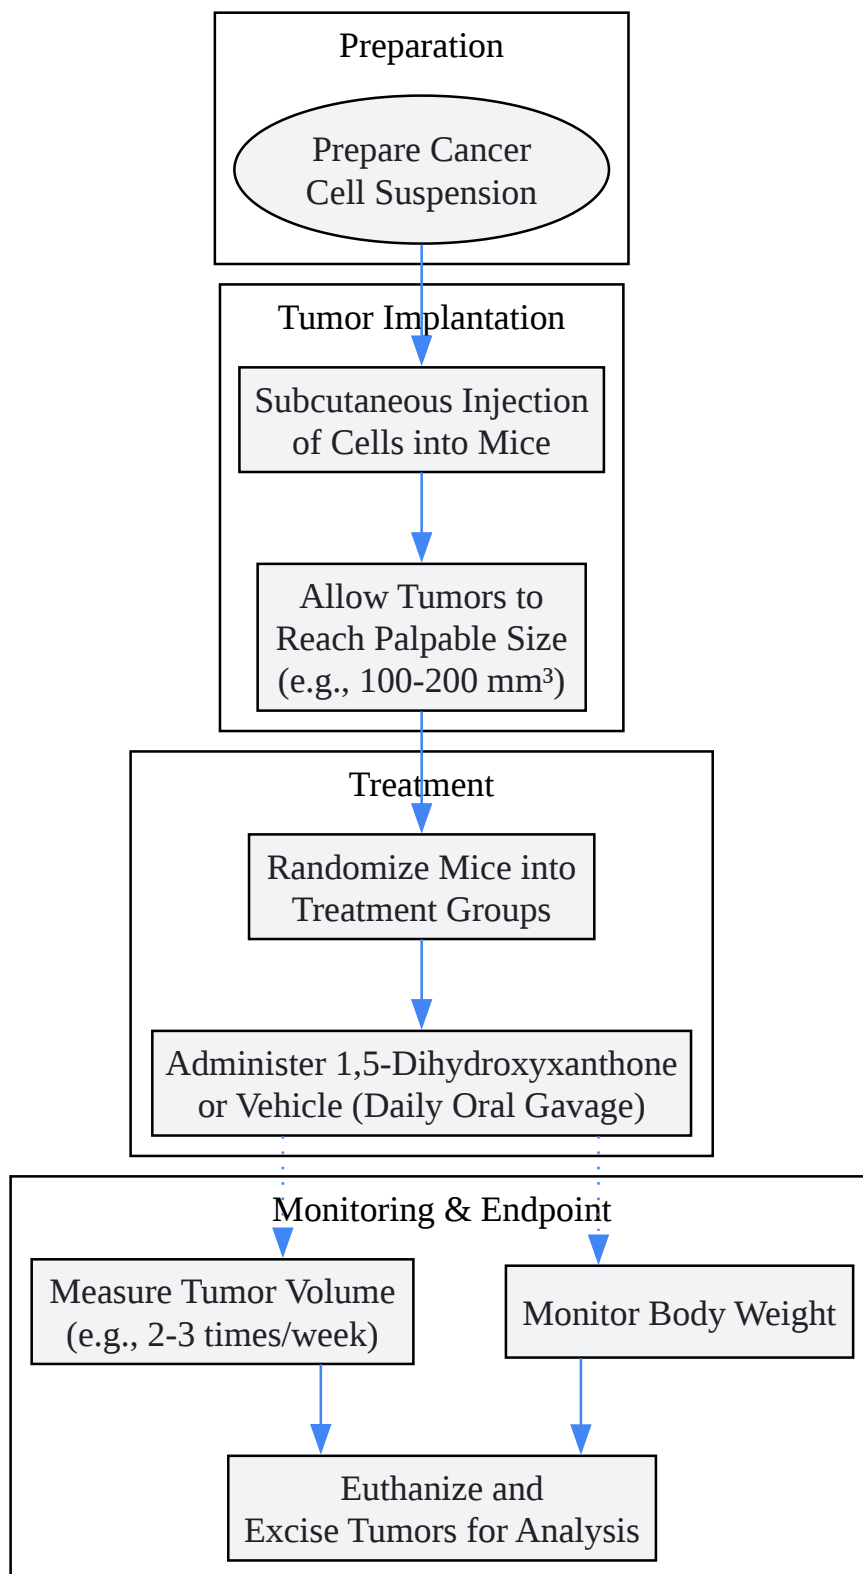 Preparation
Prepare Cancer
Cell Suspension
Tumor Implantation
Subcutaneous Injection
of Cells into Mice
Allow Tumors to
Reach Palpable Size
(e.g., 100-200 mm³)
Treatment
Randomize Mice into
Treatment Groups
Administer 1,5-Dihydroxyxanthone
or Vehicle (Daily Oral Gavage)
Monitoring & Endpoint
Measure Tumor Volume
(e.g., 2-3 times/week)
Monitor Body Weight
Euthanize and
Excise Tumors for Analysis